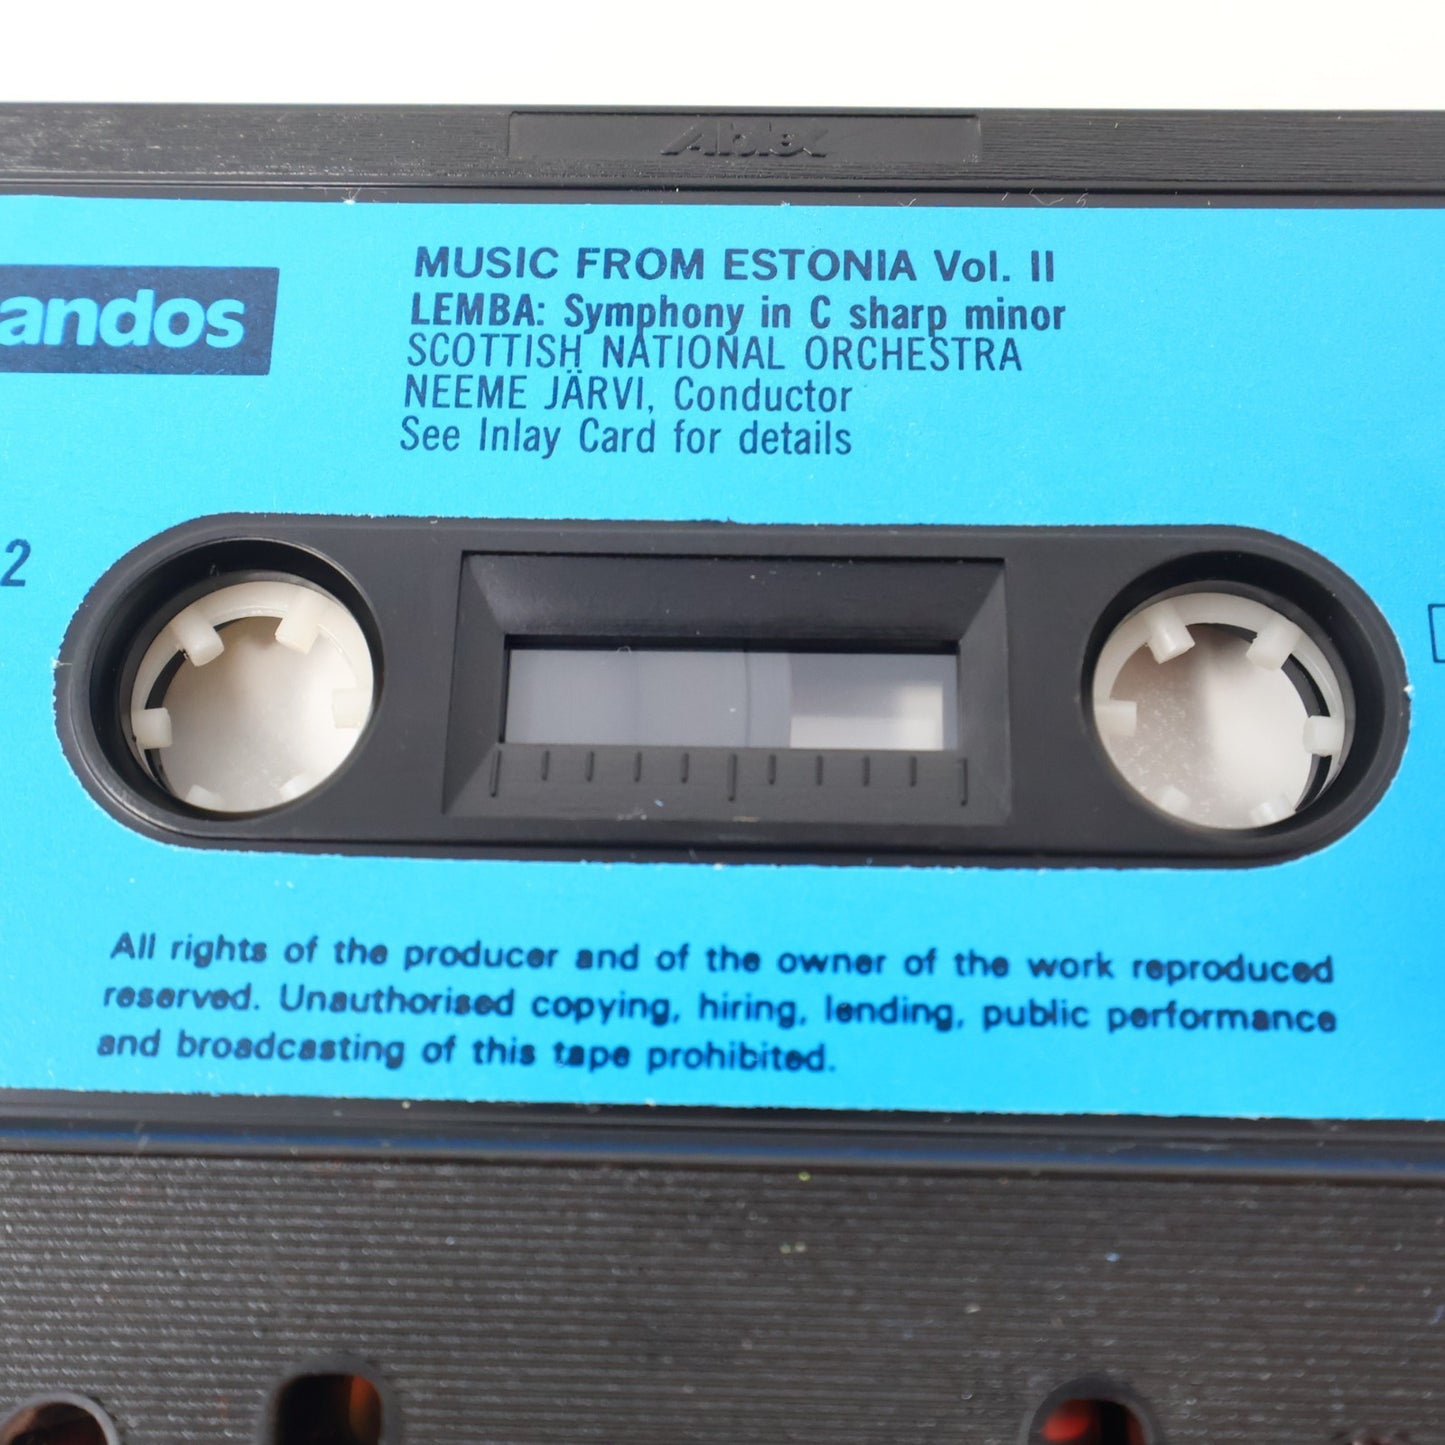 Ablex
MUSIC FROM ESTONIA Vol. II
andos
LEMBA: Symphony in C sharp minor
SCOTTISH NATIONAL ORCHESTRA
NEEME JÄRVI, Conductor
See Inlay Card for details
2
All rights of the producer and of the owner of the work reproduced
reserved. Unauthorised copying, hiring, lending, public performance
and broadcasting of this tape prohibited.